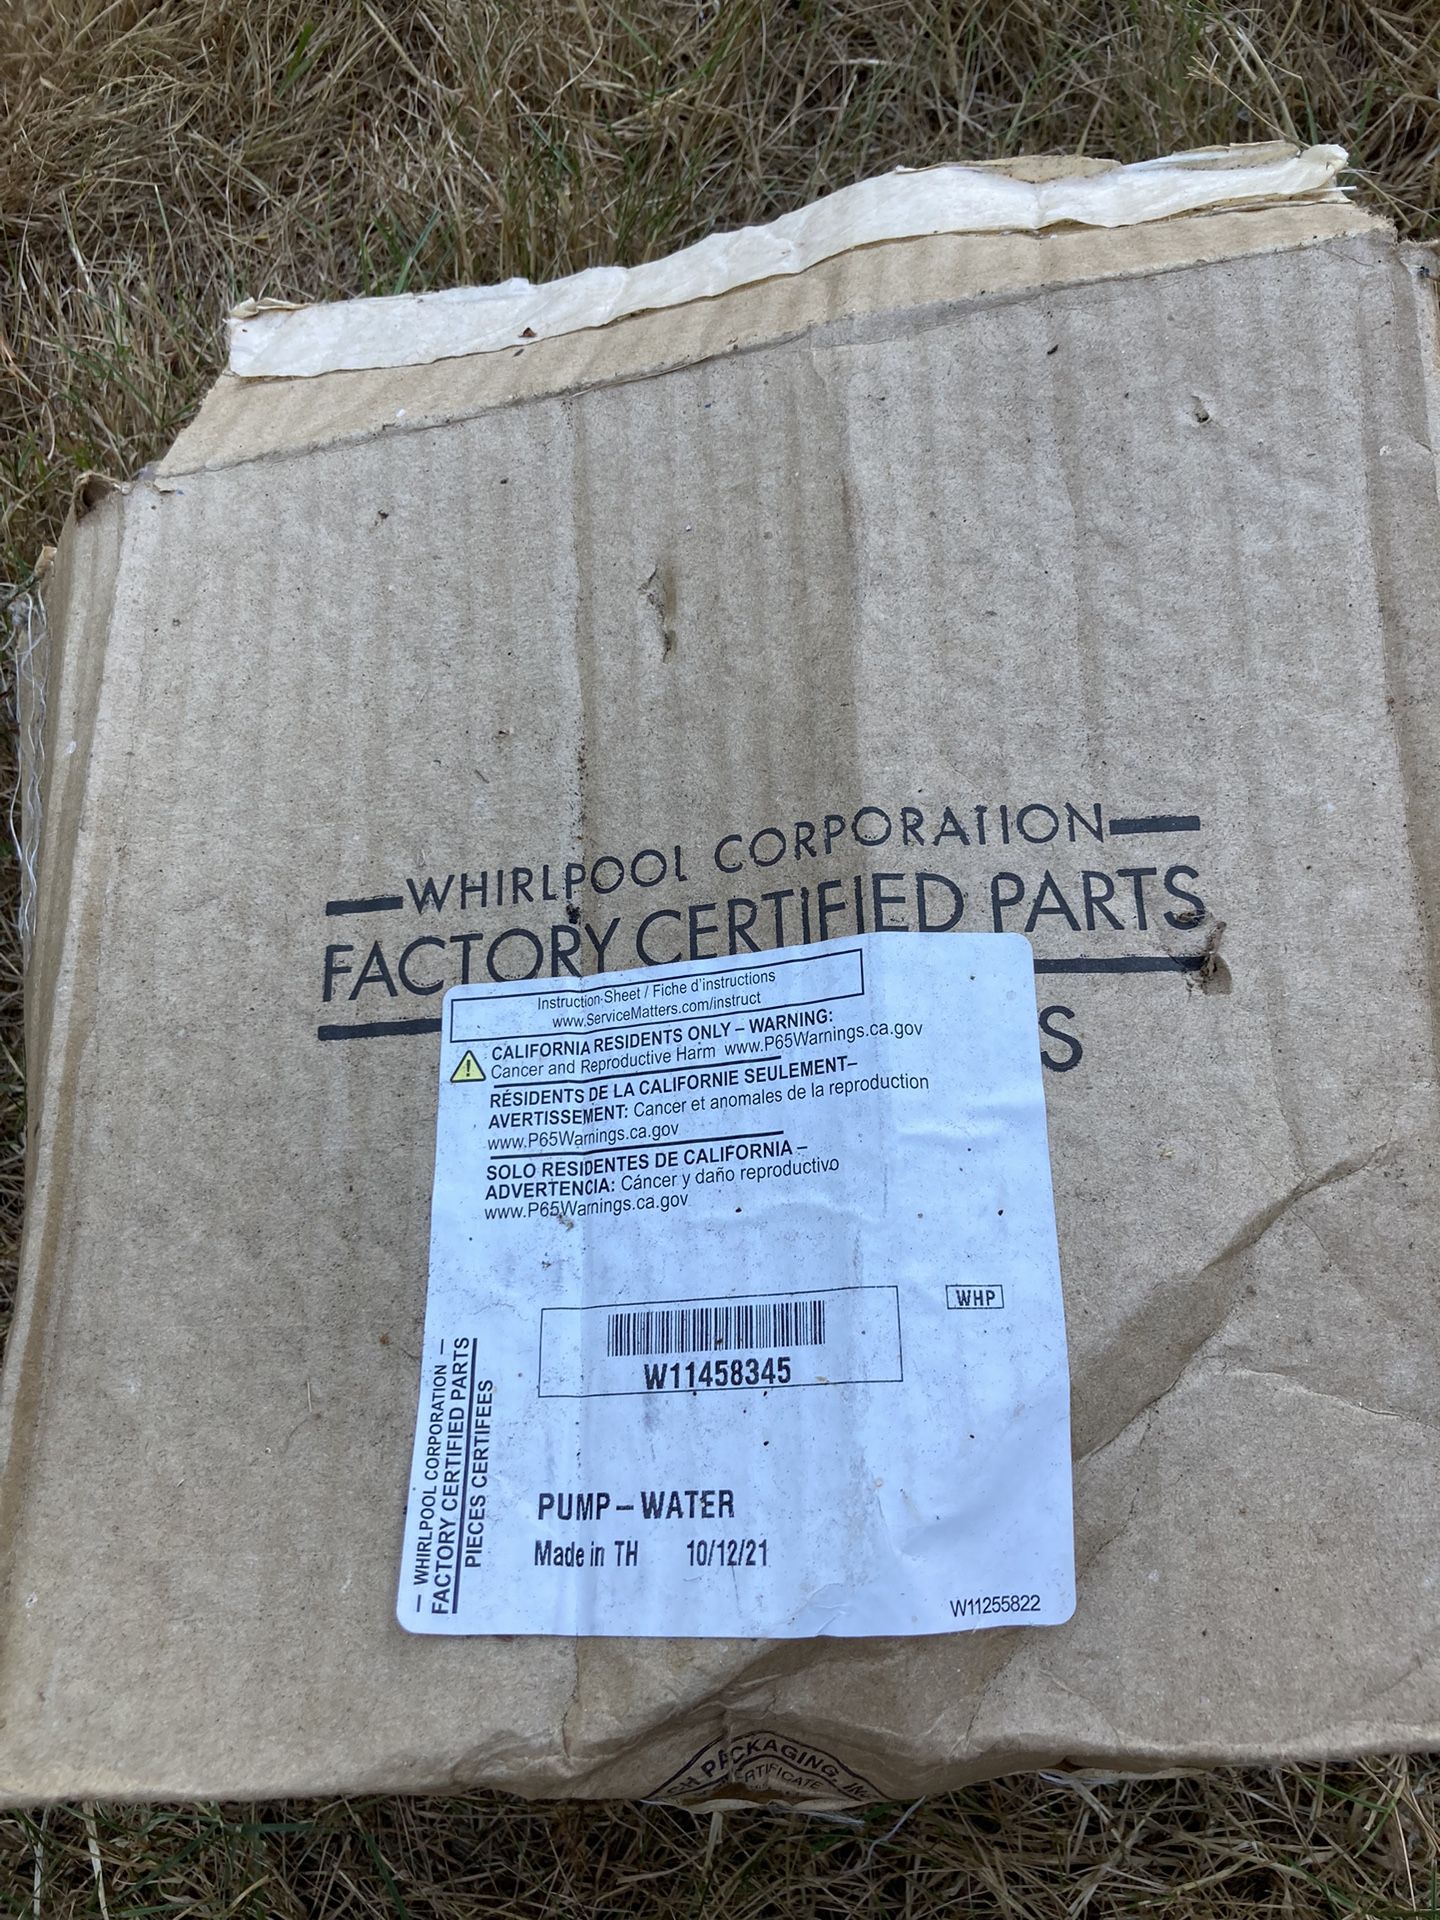 WHIRLPOOL CORPORATION
FACTORY CERTIFIED PARTS
S
Instruction Sheet / Fiche d'instructions
www.ServiceMatters.com/instruct
CALIFORNIA RESIDENTS ONLY – WARNING:
Cancer and Reproductive Harm www.P65Warnings.ca.gov
RÉSIDENTS DE LA CALIFORNIE SEULEMENT–
AVERTISSEMENT: Cancer et anomales de la reproduction
www.P65Warnings.ca.gov
SOLO RESIDENTES DE CALIFORNIA –
ADVERTENCIA: Cáncer y daño reproductivo
www.P65Warnings.ca.gov
WHP
W11458345
— WHIRLPOOL CORPORATION —
FACTORY CERTIFIED PARTS
PIECES CERTIFEES
PUMP–WATER
Made in TH 10/12/21
W11255822
PACKAGING, INC